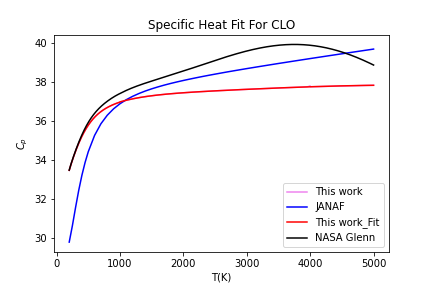 Specific Heat Fit For CLO
40
38
36
34
32
30
C_p
0
1000
2000
3000
4000
5000
T(K)
This work
JANAF
This work_Fit
NASA Glenn